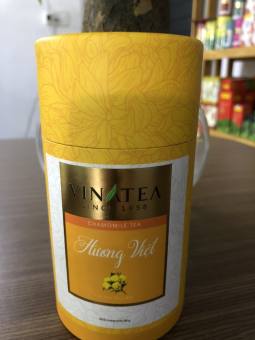 VINATEA
SINCE 1958
CHAMOMILE TEA
Hương Việt